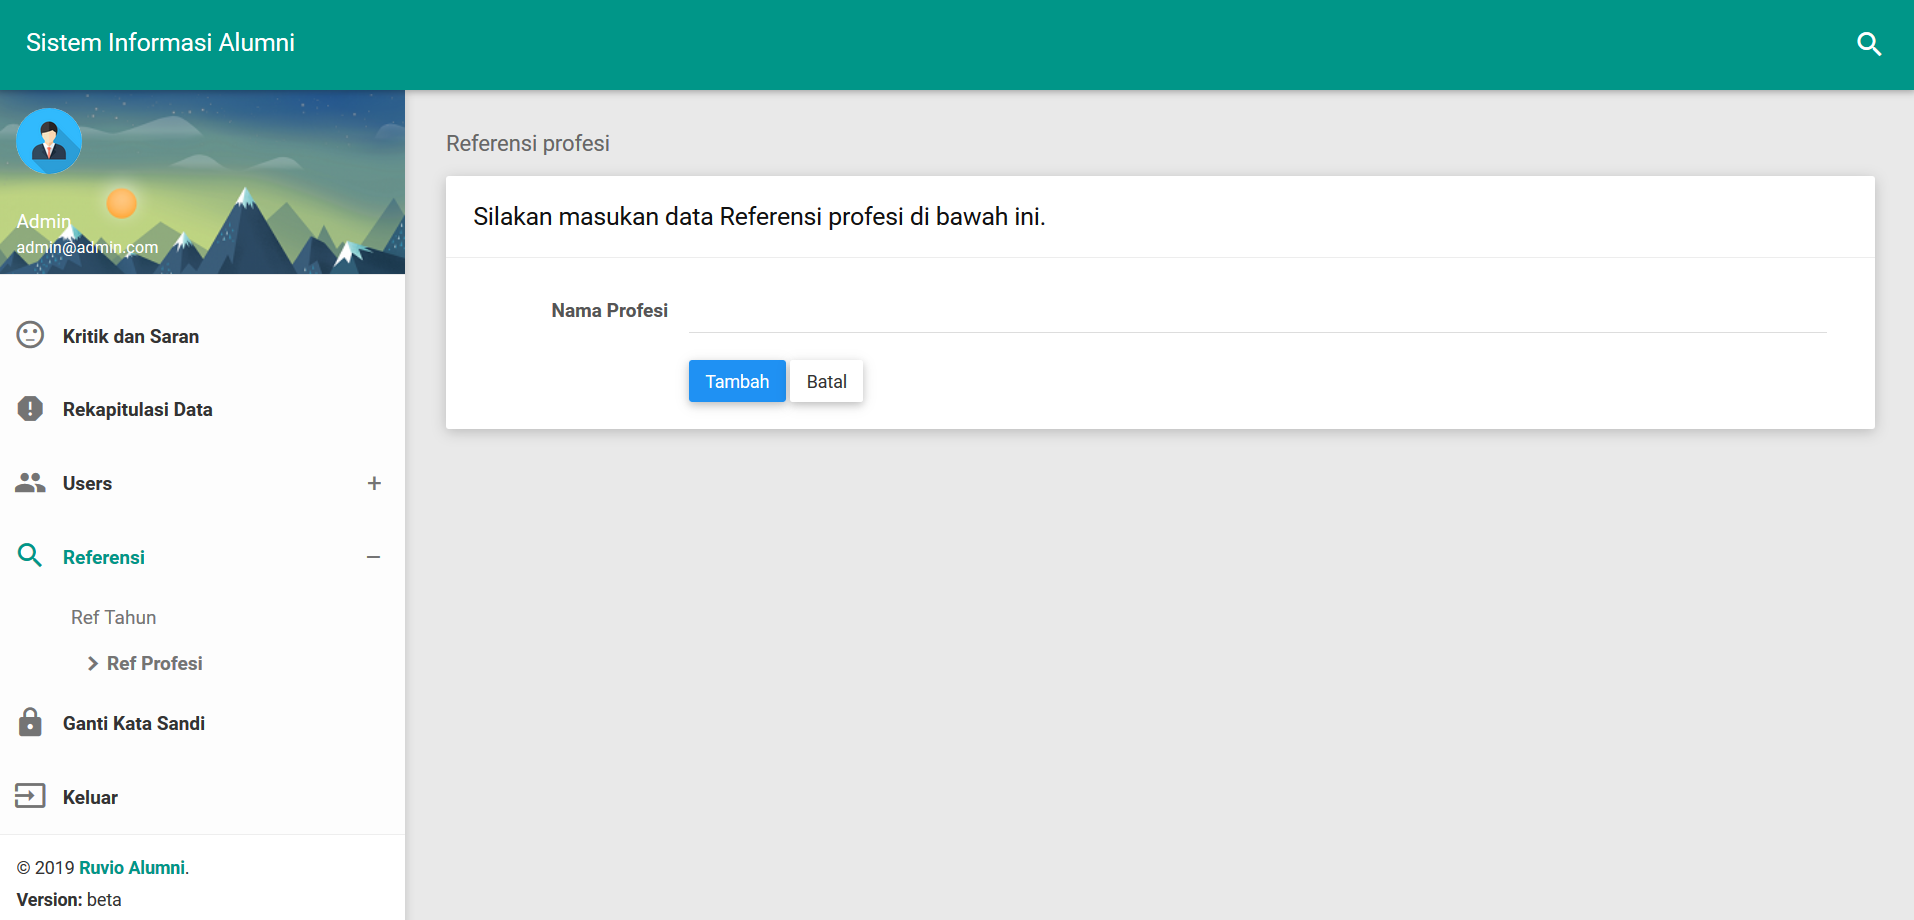 Sistem Informasi Alumni
Admin
admin@admin.com
Kritik dan Saran
Rekapitulasi Data
Users
Referensi
Ref Tahun
Ref Profesi
Ganti Kata Sandi
Keluar
© 2019 Ruvio Alumni.
Version: beta
Referensi profesi
Silakan masukan data Referensi profesi di bawah ini.
Nama Profesi
Tambah Batal